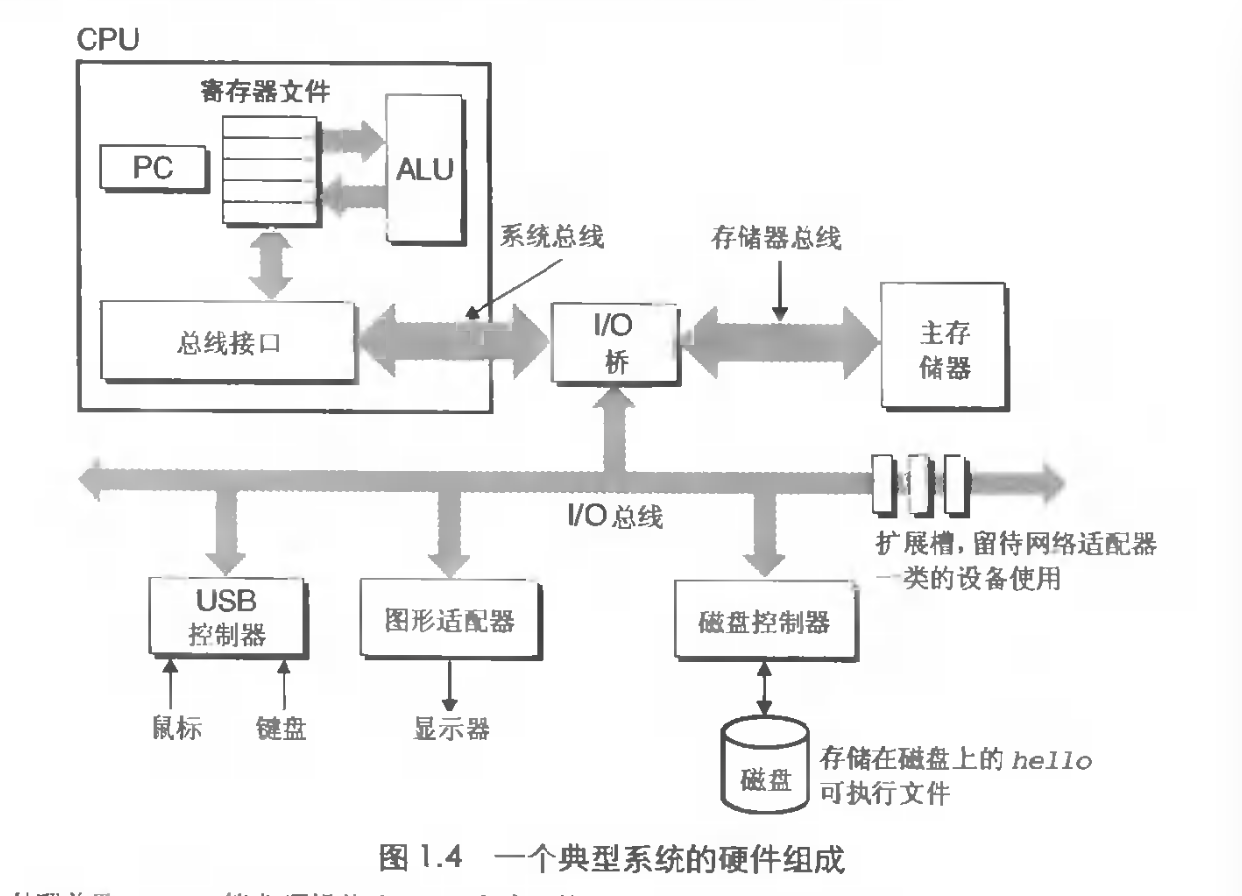 CPU
寄存器文件
PC
ALU
系统总线
存储器总线
总线接口
I/O
桥
主存
储器
I/O 总线
扩展槽，留待网络适配器
一类的设备使用
USB
控制器
图形适配器
磁盘控制器
鼠标
键盘
显示器
磁盘
存储在磁盘上的 hello
可执行文件
图 1.4 一个典型系统的硬件组成